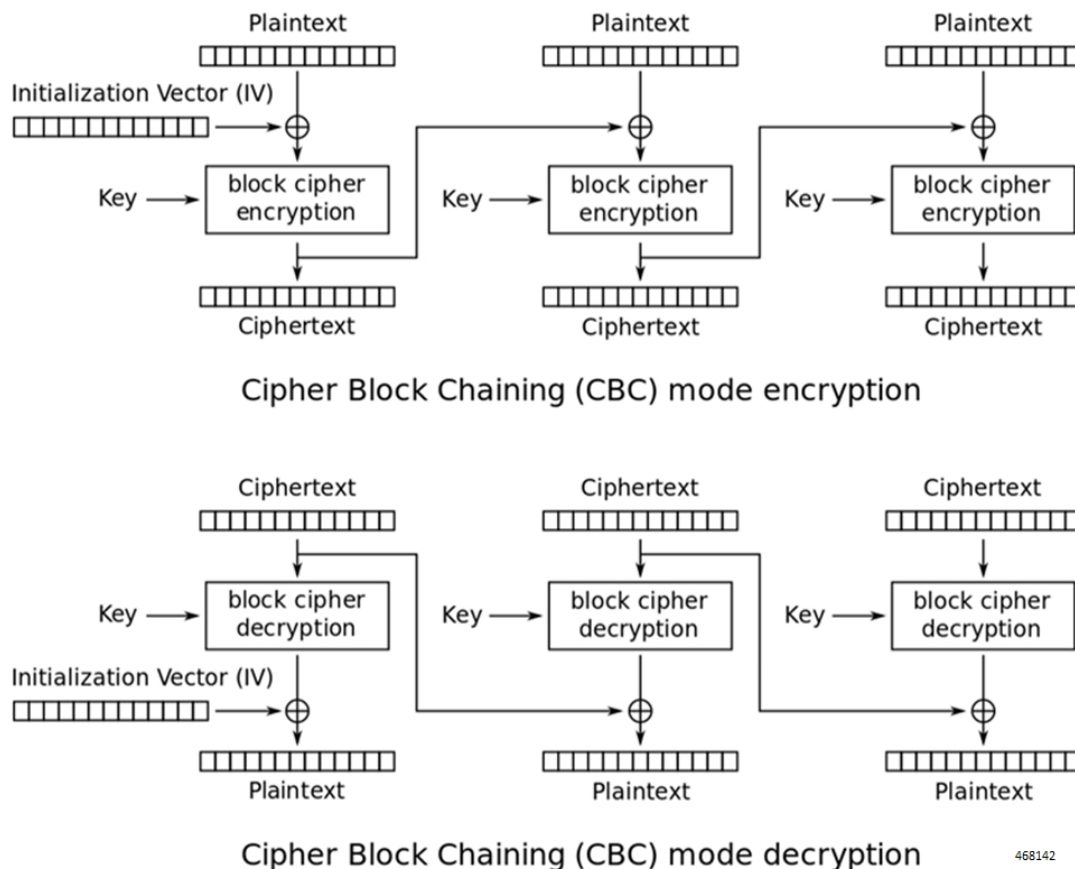 Plaintext
Plaintext
Plaintext
Initialization Vector (IV)
Key
block cipher
encryption
Key
block cipher
encryption
Key
block cipher
encryption
Ciphertext
Ciphertext
Ciphertext
Cipher Block Chaining (CBC) mode encryption
Ciphertext
Ciphertext
Ciphertext
Key
block cipher
decryption
Key
block cipher
decryption
Key
block cipher
decryption
Initialization Vector (IV)
Plaintext
Plaintext
Plaintext
Cipher Block Chaining (CBC) mode decryption
468142